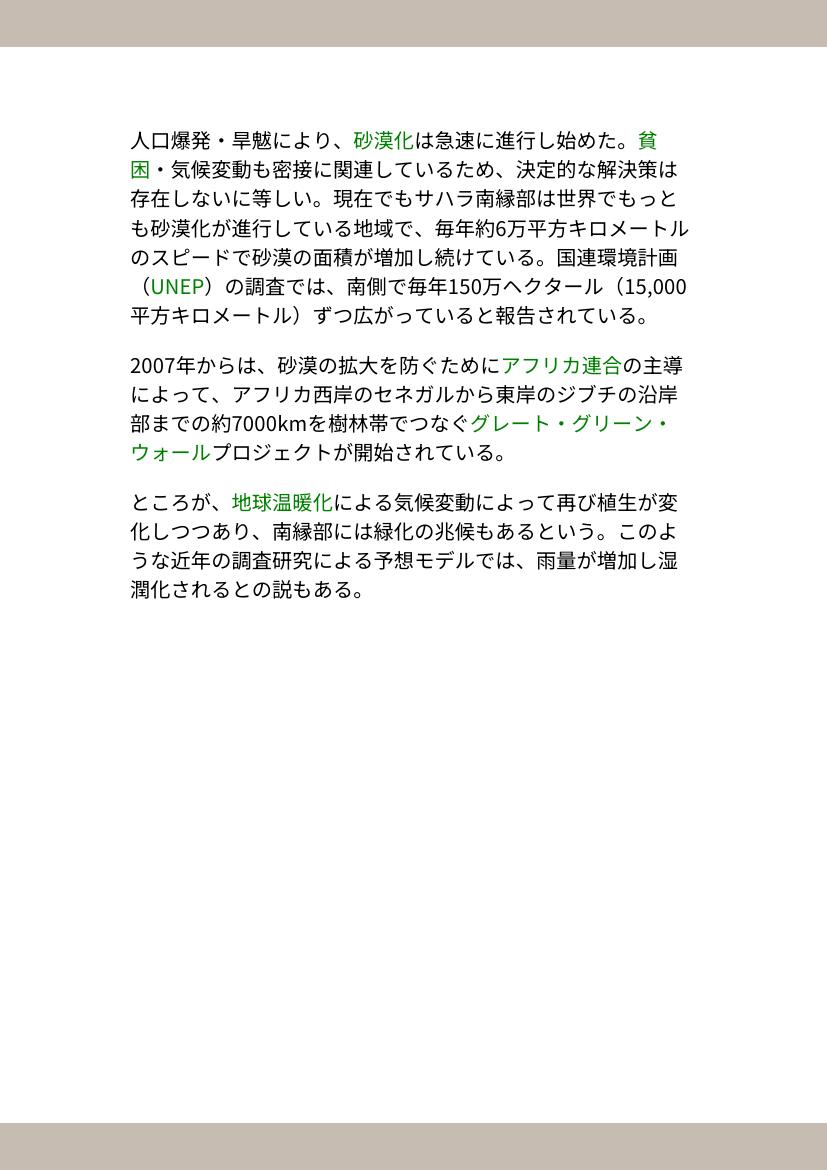 人口爆発・旱魃により、砂漠化は急速に進行し始めた。貧
困・気候変動も密接に関連しているため、決定的な解決策は
存在しないに等しい。現在でもサハラ南縁部は世界でもっと
も砂漠化が進行している地域で、毎年約6万平方キロメートル
のスピードで砂漠の面積が増加し続けている。国連環境計画
（UNEP）の調査では、南側で毎年150万ヘクタール（15,000
平方キロメートル）ずつ広がっていると報告されている。
2007年からは、砂漠の拡大を防ぐためにアフリカ連合の主導
によって、アフリカ西岸のセネガルから東岸のジブチの沿岸
部までの約7000kmを樹林帯でつなぐグレート・グリーン・
ウォールプロジェクトが開始されている。
ところが、地球温暖化による気候変動によって再び植生が変
化しつつあり、南縁部には緑化の兆候もあるという。このよ
うな近年の調査研究による予想モデルでは、雨量が増加し湿
潤化されるとの説もある。